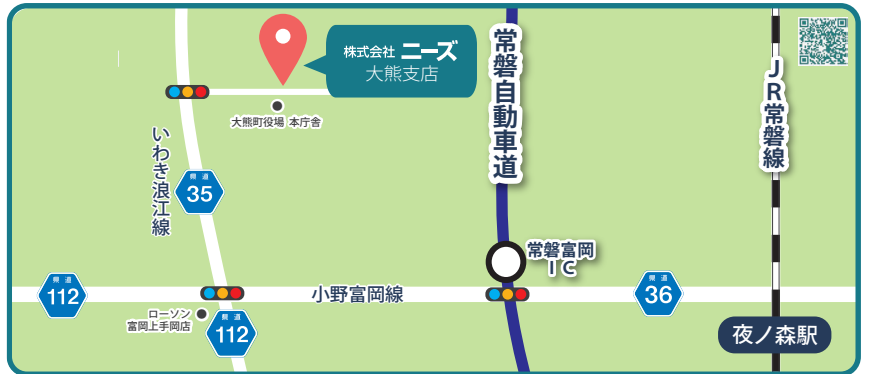 株式会社 ニーズ
大熊支店
大熊町役場 本庁舎
いわき浪江線
県道
35
常磐自動車道
JR常磐線
常磐富岡
IC
県道
112
小野富岡線
県道
36
ローソン
富岡上手岡店
県道
112
夜ノ森駅